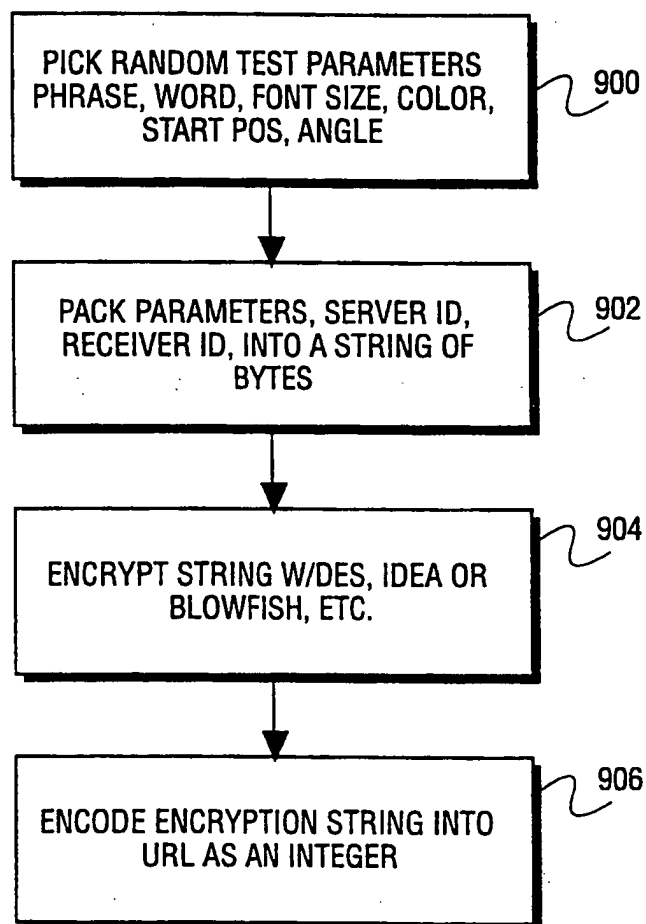 PICK RANDOM TEST PARAMETERS
PHRASE, WORD, FONT SIZE, COLOR,
START POS, ANGLE
900
PACK PARAMETERS, SERVER ID,
RECEIVER ID, INTO A STRING OF
BYTES
902
ENCRYPT STRING W/DES, IDEA OR
BLOWFISH, ETC.
904
ENCODE ENCRYPTION STRING INTO
URL AS AN INTEGER
906